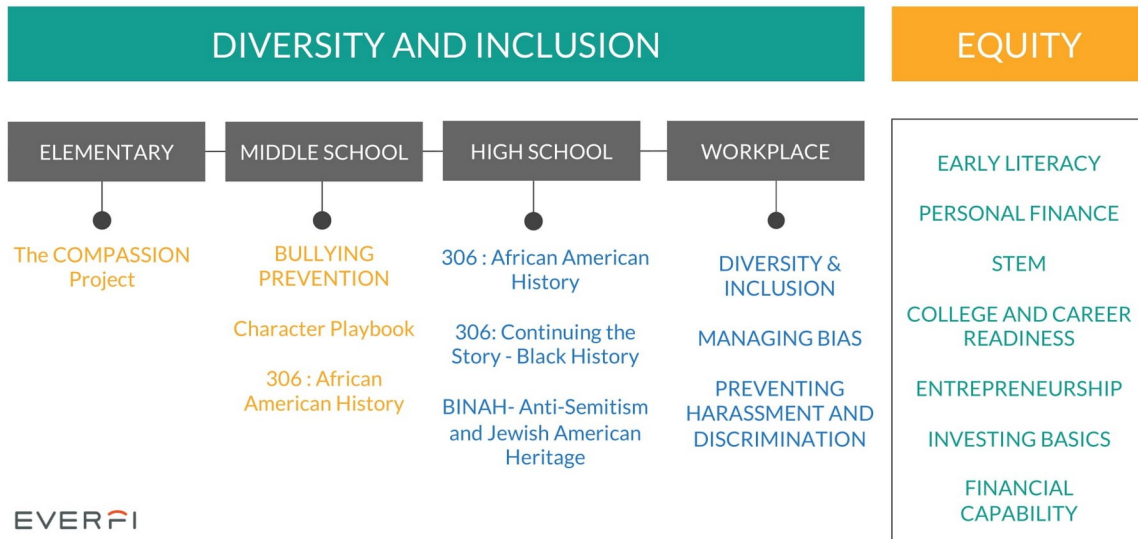 DIVERSITY AND INCLUSION
EQUITY
ELEMENTARY
MIDDLE SCHOOL
HIGH SCHOOL
WORKPLACE
The COMPASSION
Project
BULLYING
PREVENTION
Character Playbook
306 : African
American History
306 : African American
History
306: Continuing the
Story - Black History
BINAH- Anti-Semitism
and Jewish American
Heritage
DIVERSITY &
INCLUSION
MANAGING BIAS
PREVENTING
HARASSMENT AND
DISCRIMINATION
EARLY LITERACY
PERSONAL FINANCE
STEM
COLLEGE AND CAREER
READINESS
ENTREPRENEURSHIP
INVESTING BASICS
FINANCIAL
CAPABILITY
EVERFI